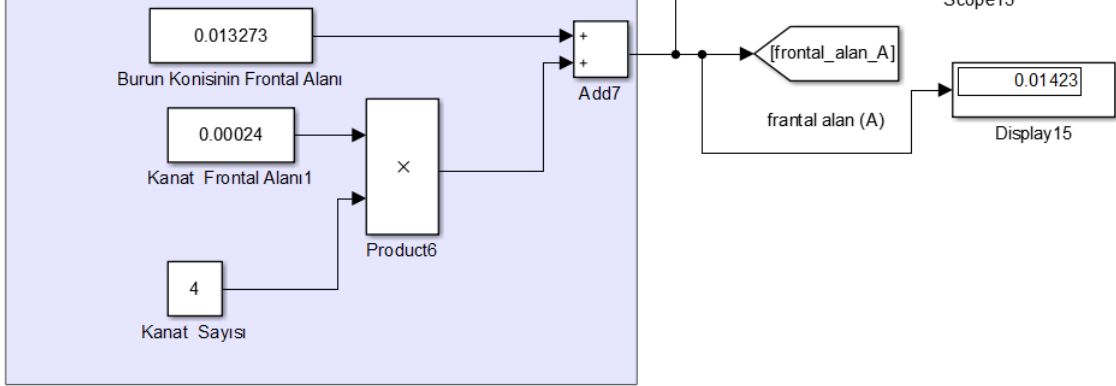 Scope13
0.013273
+
+
Burun Konisinin Frontal Alanı
Add7
[frontal_alan_A]
0.01423
frantal alan (A)
Display15
0.00024
Kanat Frontal Alanı1
×
Product6
4
Kanat Sayısı